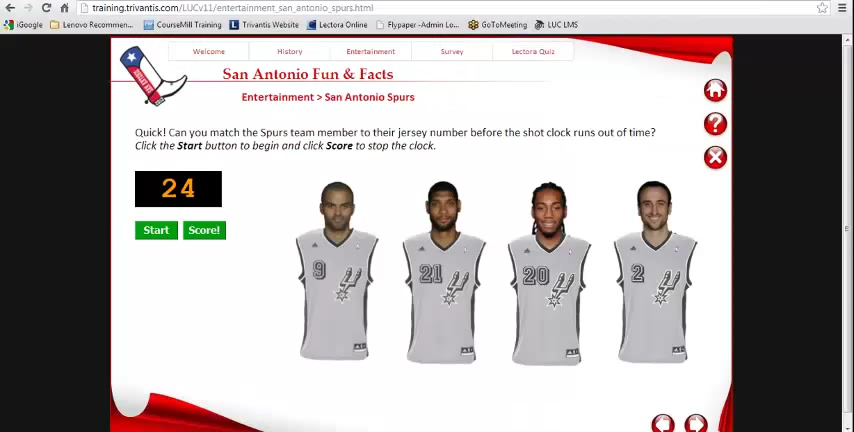 training.trivantis.com/LUCv11/entertainment_san_antonio_spurs.html
iGoogle Lenovo Recommen... CourseMill Training Trivantis Website Lectora Online Flypaper -Admin Lo... GoToMeeting LUC LMS
Welcome History Entertainment Survey Lectora Quiz
San Antonio Fun & Facts
Entertainment > San Antonio Spurs
Quick! Can you match the Spurs team member to their jersey number before the shot clock runs out of time?
Click the Start button to begin and click Score to stop the clock.
24
Start Score!
9 21 20 2